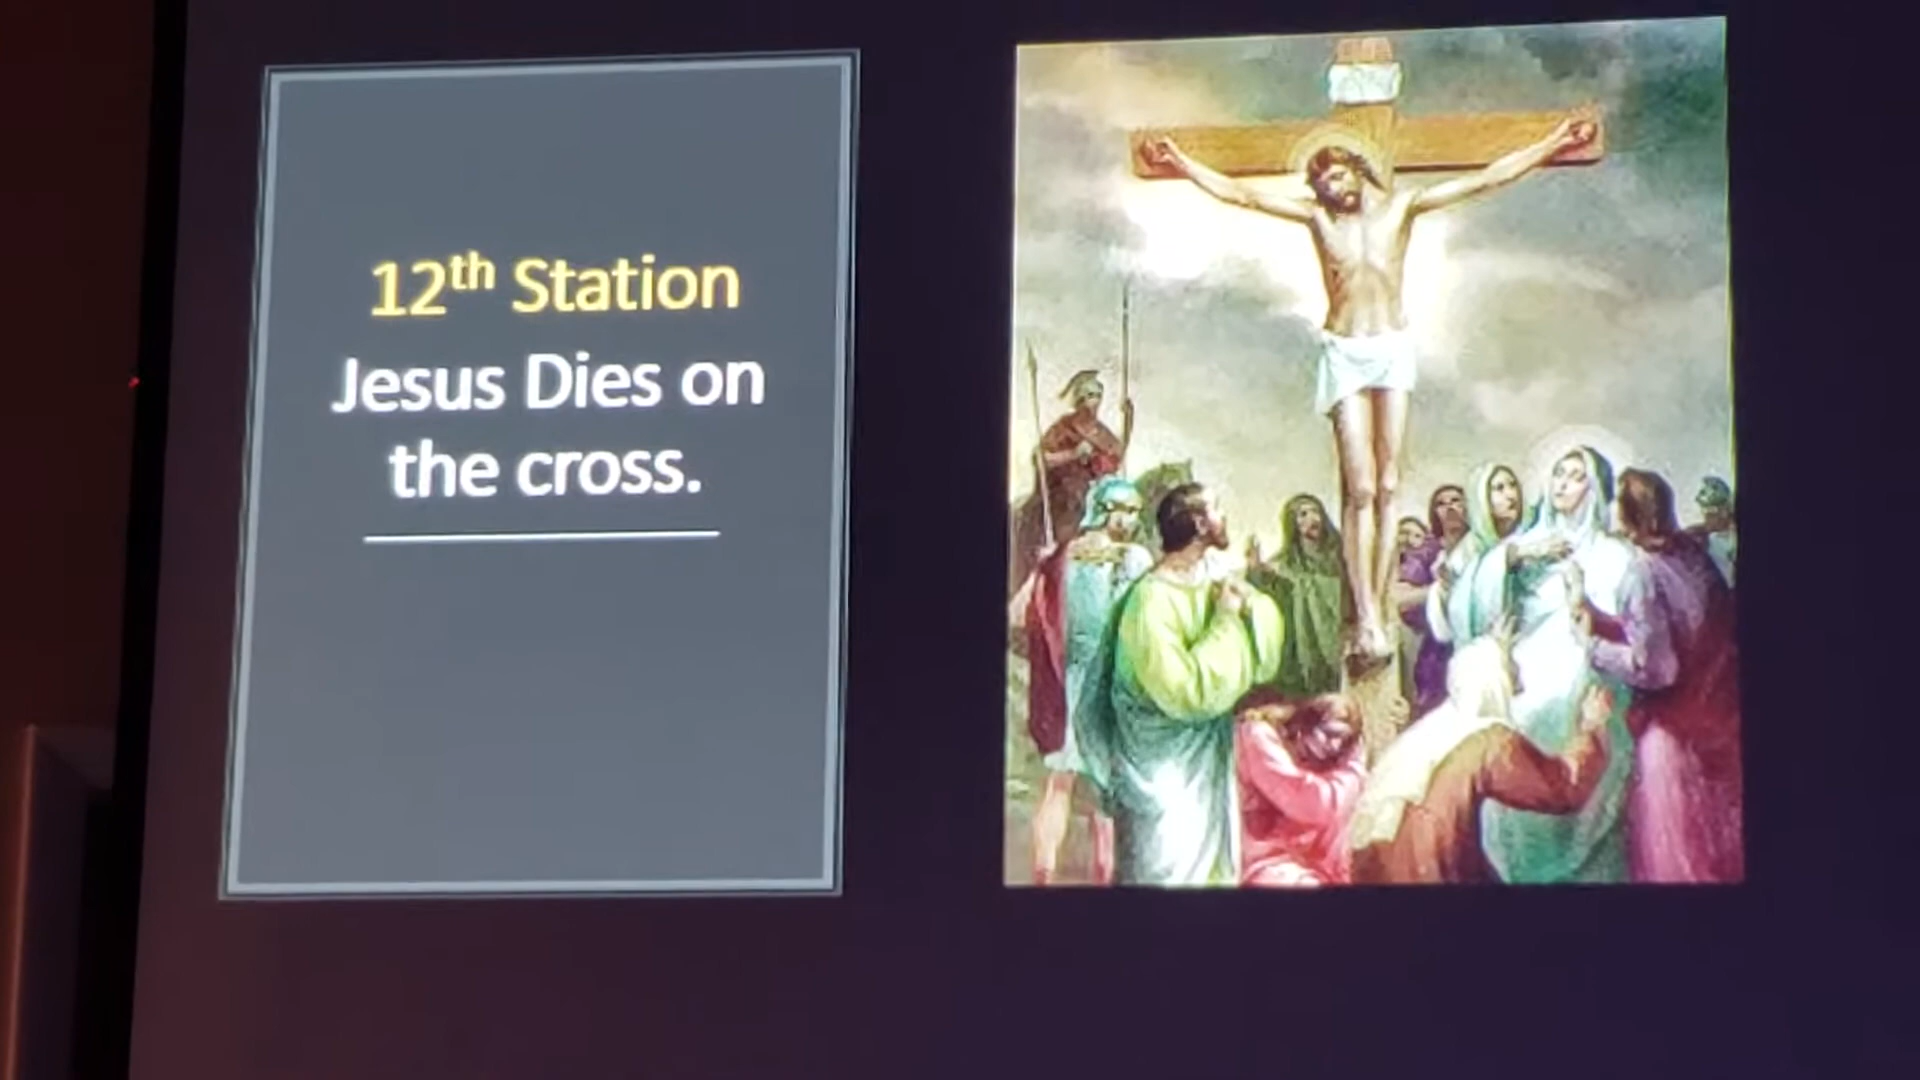 12th Station
Jesus Dies on
the cross.